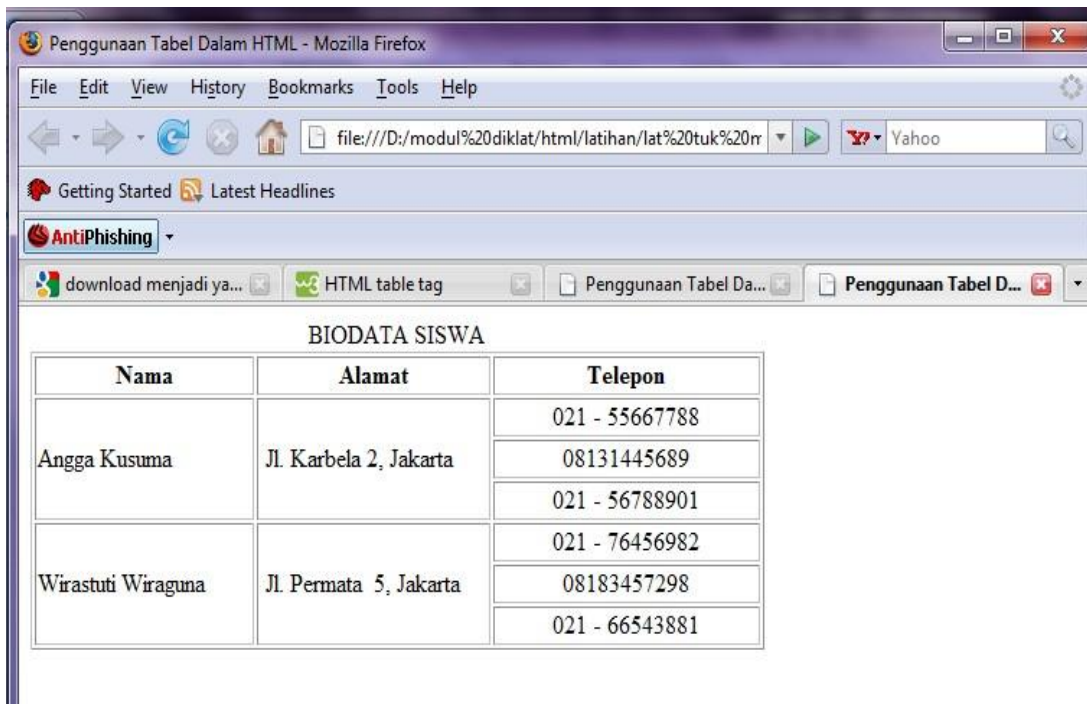 Penggunaan Tabel Dalam HTML - Mozilla Firefox
File Edit View History Bookmarks Tools Help
file:///D:/modul%20diklat/html/latihan/lat%20tuk%20m Y! Yahoo
Getting Started Latest Headlines
AntiPhishing
download menjadi ya... HTML table tag Penggunaan Tabel Da... Penggunaan Tabel D...
BIODATA SISWA
Nama Alamat Telepon
021 - 55667788
Angga Kusuma Jl. Karbela 2, Jakarta 08131445689
021 - 56788901
021 - 76456982
Wirastuti Wiraguna Jl. Permata 5, Jakarta 08183457298
021 - 66543881